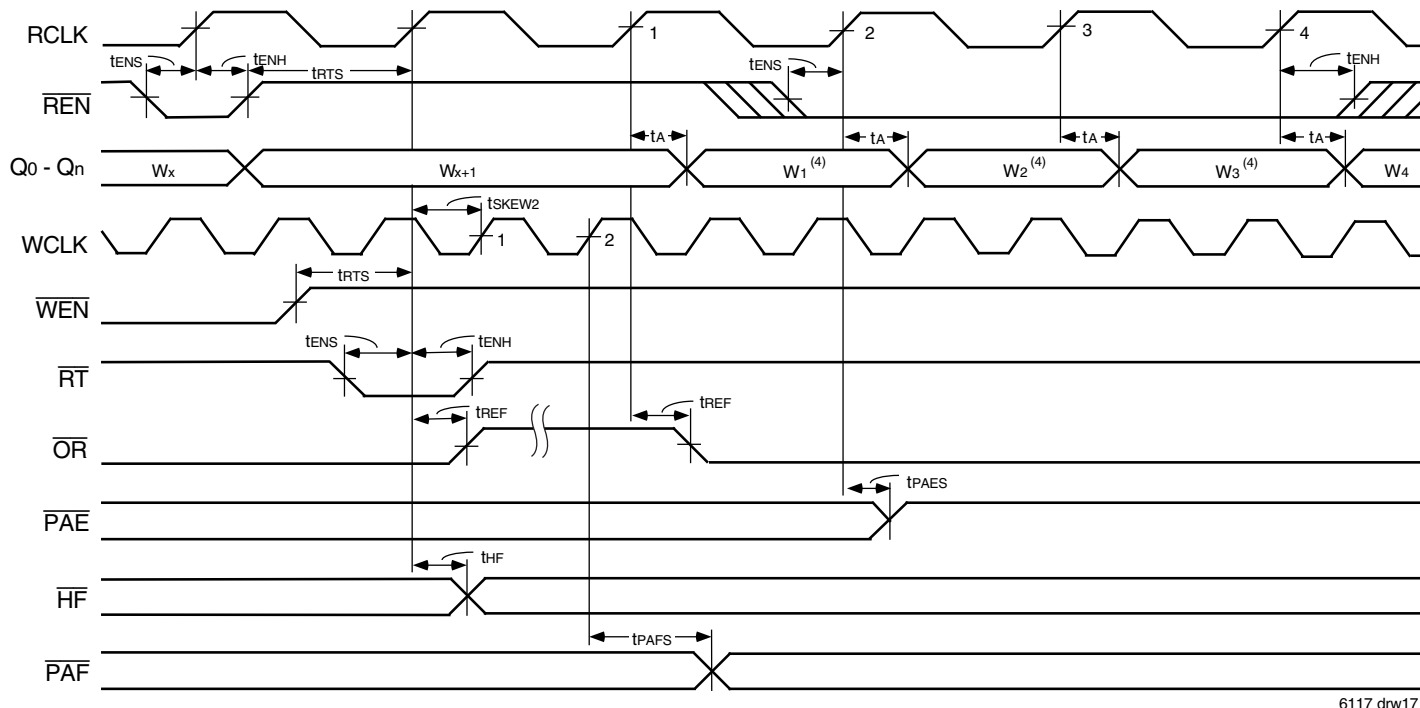 RCLK 1 2 3 4
tENS tENH tRTS tENS tENH
REN
tA tA tA tA
Q0 - Qn Wx Wx+1 W1(4) W2(4) W3(4) W4
tSKEW2
WCLK 1 2
tRTS
WEN
tENS tENH
RT
tREF tREF
OR
tPAES
PAE
tHF
HF
tPAFS
PAF
6117 drw17